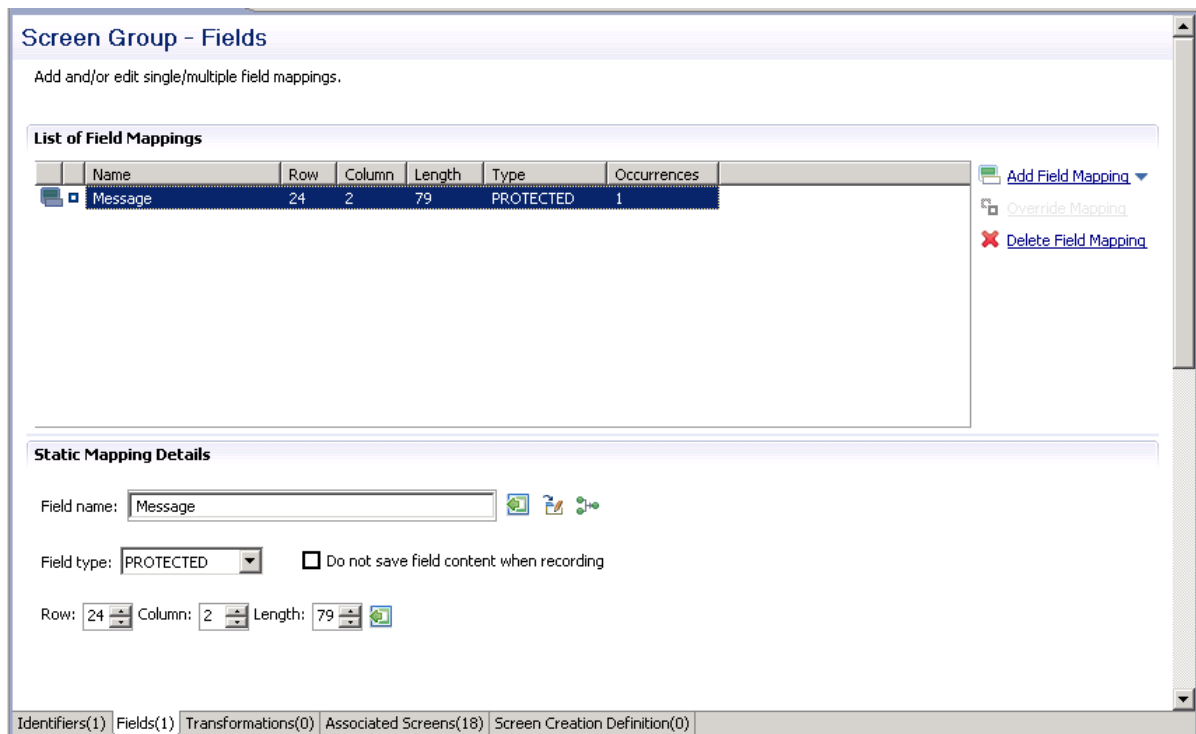 Screen Group - Fields
Add and/or edit single/multiple field mappings.
List of Field Mappings
Name Row Column Length Type Occurrences
Message 24 2 79 PROTECTED 1
Add Field Mapping
Override Mapping
Delete Field Mapping
Static Mapping Details
Field name: Message
Field type: PROTECTED Do not save field content when recording
Row: 24 Column: 2 Length: 79
Identifiers(1) Fields(1) Transformations(0) Associated Screens(18) Screen Creation Definition(0)